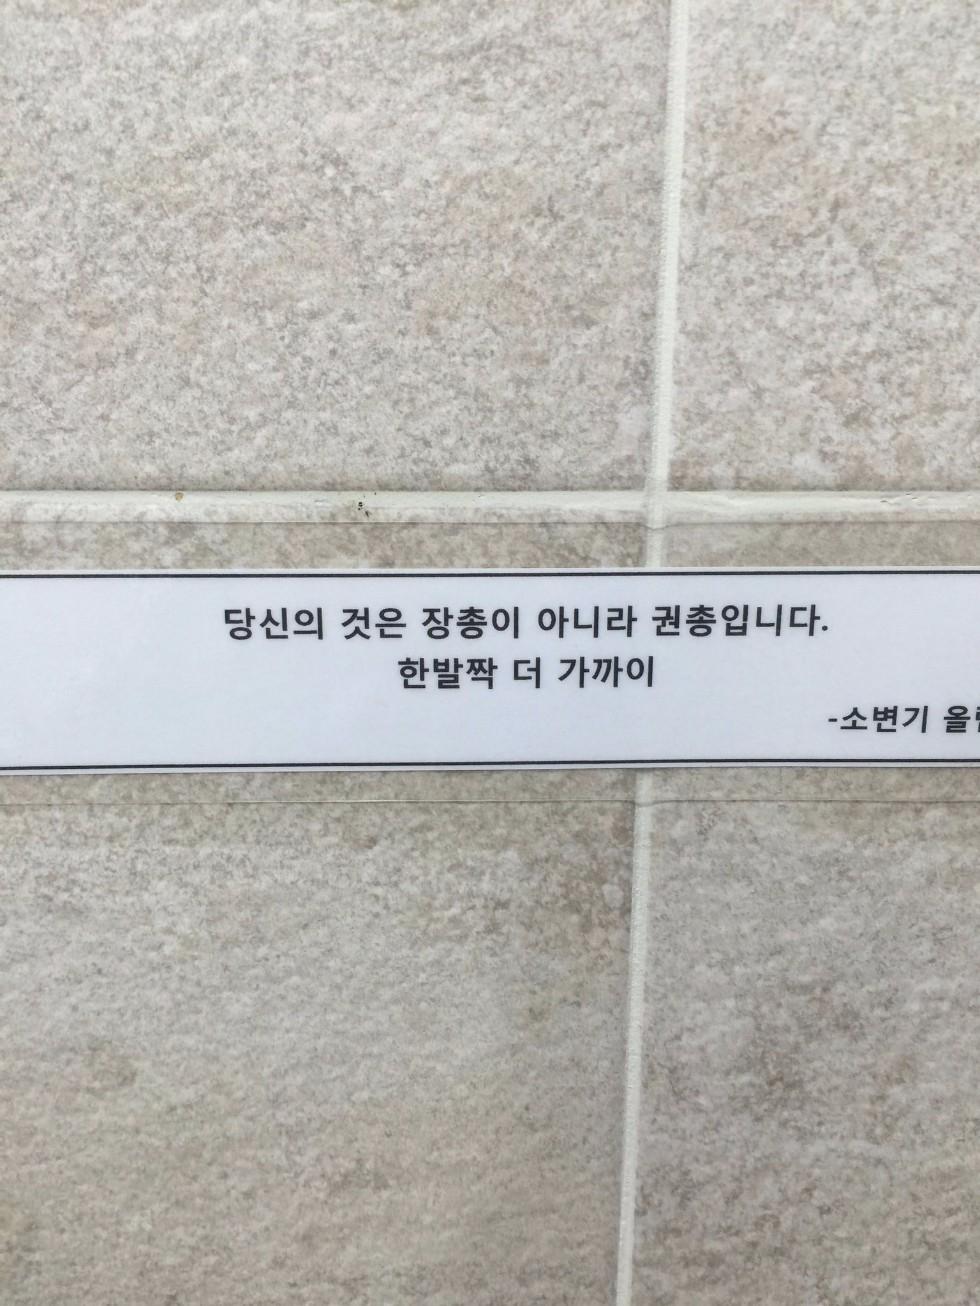 당신의 것은 장총이 아니라 권총입니다.
한발짝 더 가까이
-소변기